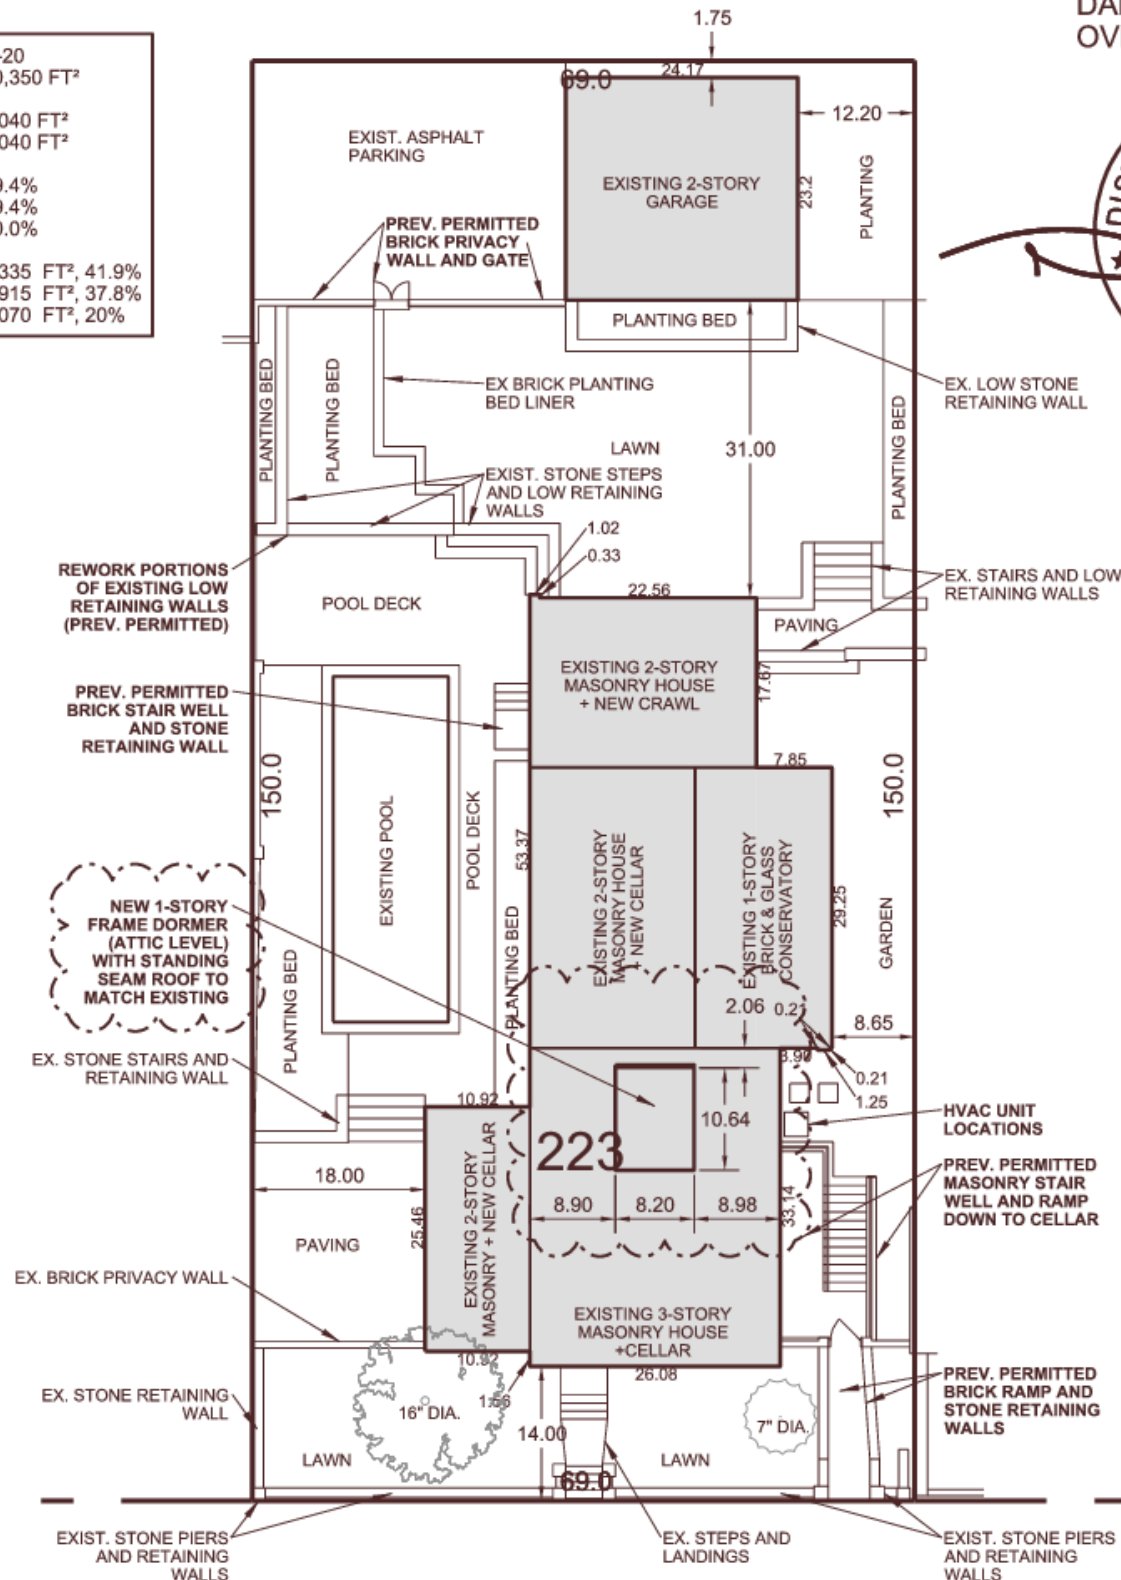 1.75
DA
OV
-20
0,350 FT²
040 FT²
040 FT²
9.4%
9.4%
0.0%
335 FT², 41.9%
915 FT², 37.8%
070 FT², 20%
69.0
24.17
12.20
EXIST. ASPHALT
PARKING
EXISTING 2-STORY
GARAGE
23.2
PLANTING
DIS
PREV. PERMITTED
BRICK PRIVACY
WALL AND GATE
PLANTING BED
PLANTING BED
PLANTING BED
EX BRICK PLANTING
BED LINER
EX. LOW STONE
RETAINING WALL
LAWN
31.00
PLANTING BED
EXIST. STONE STEPS
AND LOW RETAINING
WALLS
1.02
0.33
REWORK PORTIONS
OF EXISTING LOW
RETAINING WALLS
(PREV. PERMITTED)
POOL DECK
22.56
EX. STAIRS AND LOW
RETAINING WALLS
PAVING
EXISTING 2-STORY
MASONRY HOUSE
+ NEW CRAWL
17.67
PREV. PERMITTED
BRICK STAIR WELL
AND STONE
RETAINING WALL
7.85
150.0
150.0
EXISTING POOL
POOL DECK
53.37
EXISTING 2-STORY
MASONRY HOUSE
+ NEW CELLAR
EXISTING 1-STORY
BRICK & GLASS
CONSERVATORY
29.25
GARDEN
NEW 1-STORY
FRAME DORMER
(ATTIC LEVEL)
WITH STANDING
SEAM ROOF TO
MATCH EXISTING
PLANTING BED
PLANTING BED
2.06
0.21
8.65
EX. STONE STAIRS AND
RETAINING WALL
3.90
0.21
1.25
10.92
10.64
HVAC UNIT
LOCATIONS
223
PREV. PERMITTED
MASONRY STAIR
WELL AND RAMP
DOWN TO CELLAR
18.00
8.90
8.20
8.98
33.14
25.46
EXISTING 2-STORY
MASONRY + NEW CELLAR
PAVING
EX. BRICK PRIVACY WALL
EXISTING 3-STORY
MASONRY HOUSE
+CELLAR
10.92
26.08
EX. STONE RETAINING
WALL
16" DIA.
1.56
14.00
7" DIA.
PREV. PERMITTED
BRICK RAMP AND
STONE RETAINING
WALLS
LAWN
LAWN
69.0
EXIST. STONE PIERS
AND RETAINING
WALLS
EX. STEPS AND
LANDINGS
EXIST. STONE PIERS
AND RETAINING
WALLS